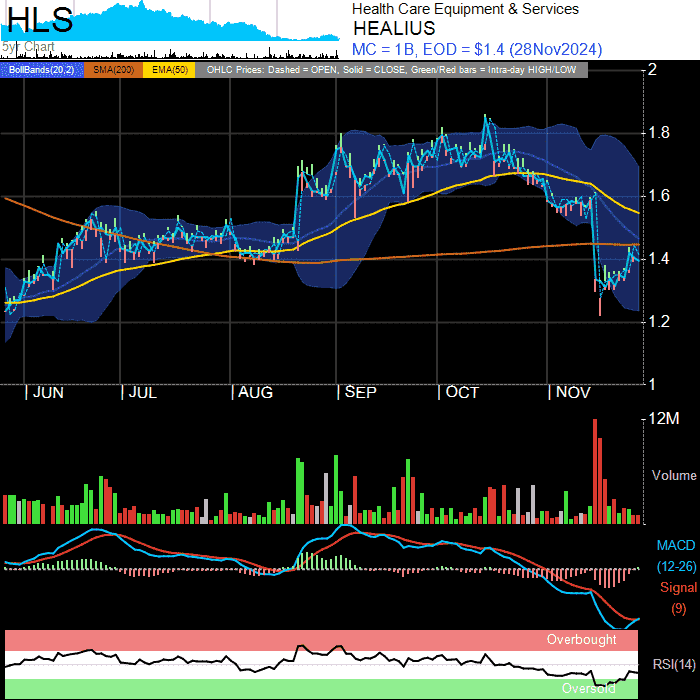 HLS
5yr Chart
Health Care Equipment & Services
HEALIUS
MC = 1B, EOD = $1.4 (28Nov2024)
BollBands(20,2) SMA(200) EMA(50) OHLC Prices: Dashed = OPEN, Solid = CLOSE, Green/Red bars = Intra-day HIGH/LOW
2
1.8
1.6
1.4
1.2
1
JUN JUL AUG SEP OCT NOV
12M
Volume
MACD
(12-26)
Signal
(9)
Overbought
RSI(14)
Oversold